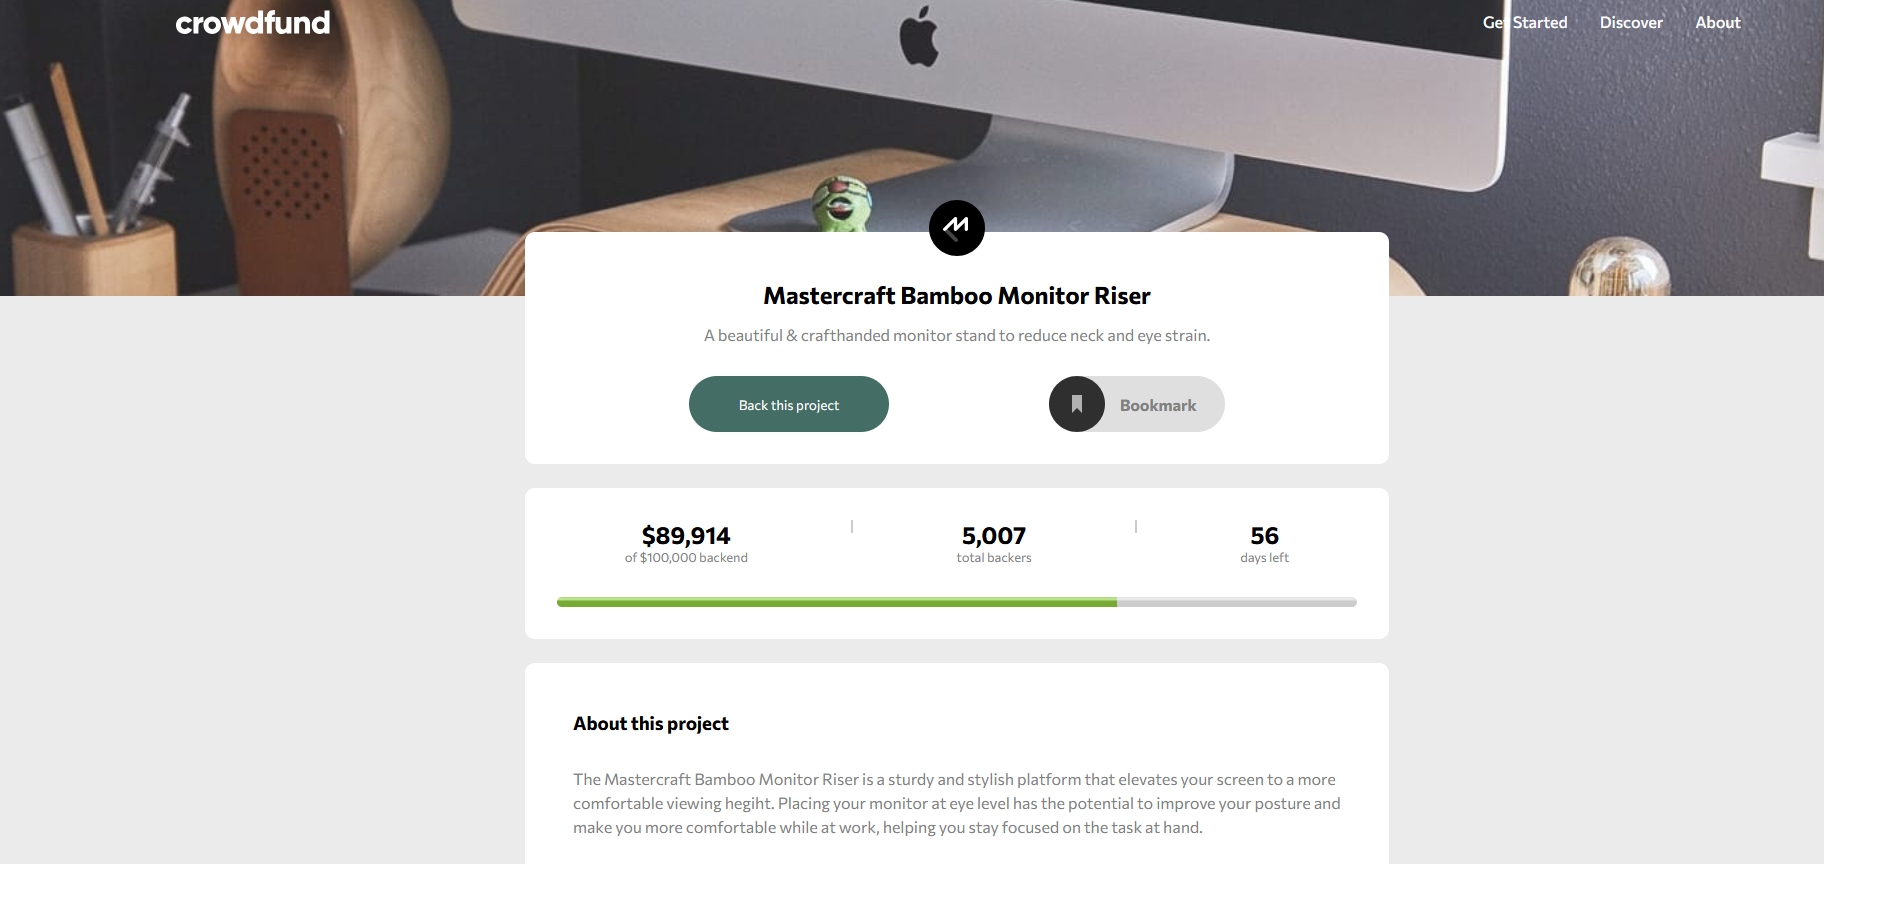 crowdfund
Get Started Discover About
Mastercraft Bamboo Monitor Riser
A beautiful & crafthanded monitor stand to reduce neck and eye strain.
Back this project
Bookmark
$89,914 5,007 56
of $100,000 backend total backers days left
About this project
The Mastercraft Bamboo Monitor Riser is a sturdy and stylish platform that elevates your screen to a more
comfortable viewing hegiht. Placing your monitor at eye level has the potential to improve your posture and
make you more comfortable while at work, helping you stay focused on the task at hand.